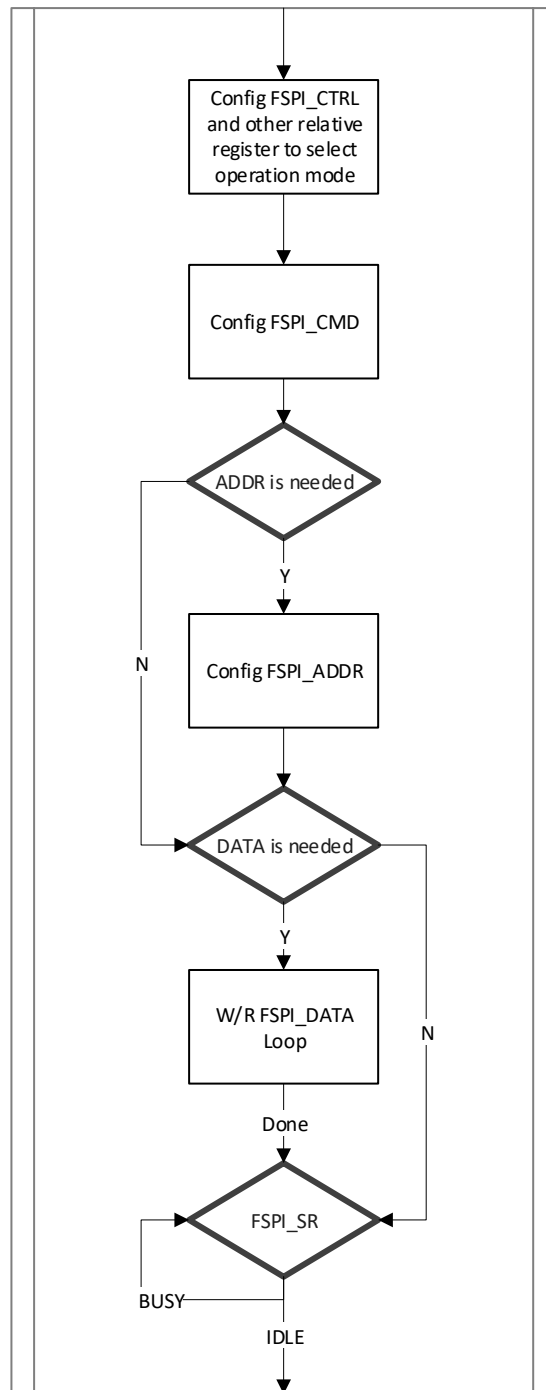 Config FSPI_CTRL
and other relative
register to select
operation mode
Config FSPI_CMD
ADDR is needed
Y
N
Config FSPI_ADDR
DATA is needed
Y
W/R FSPI_DATA
Loop
N
Done
FSPI_SR
BUSY
IDLE